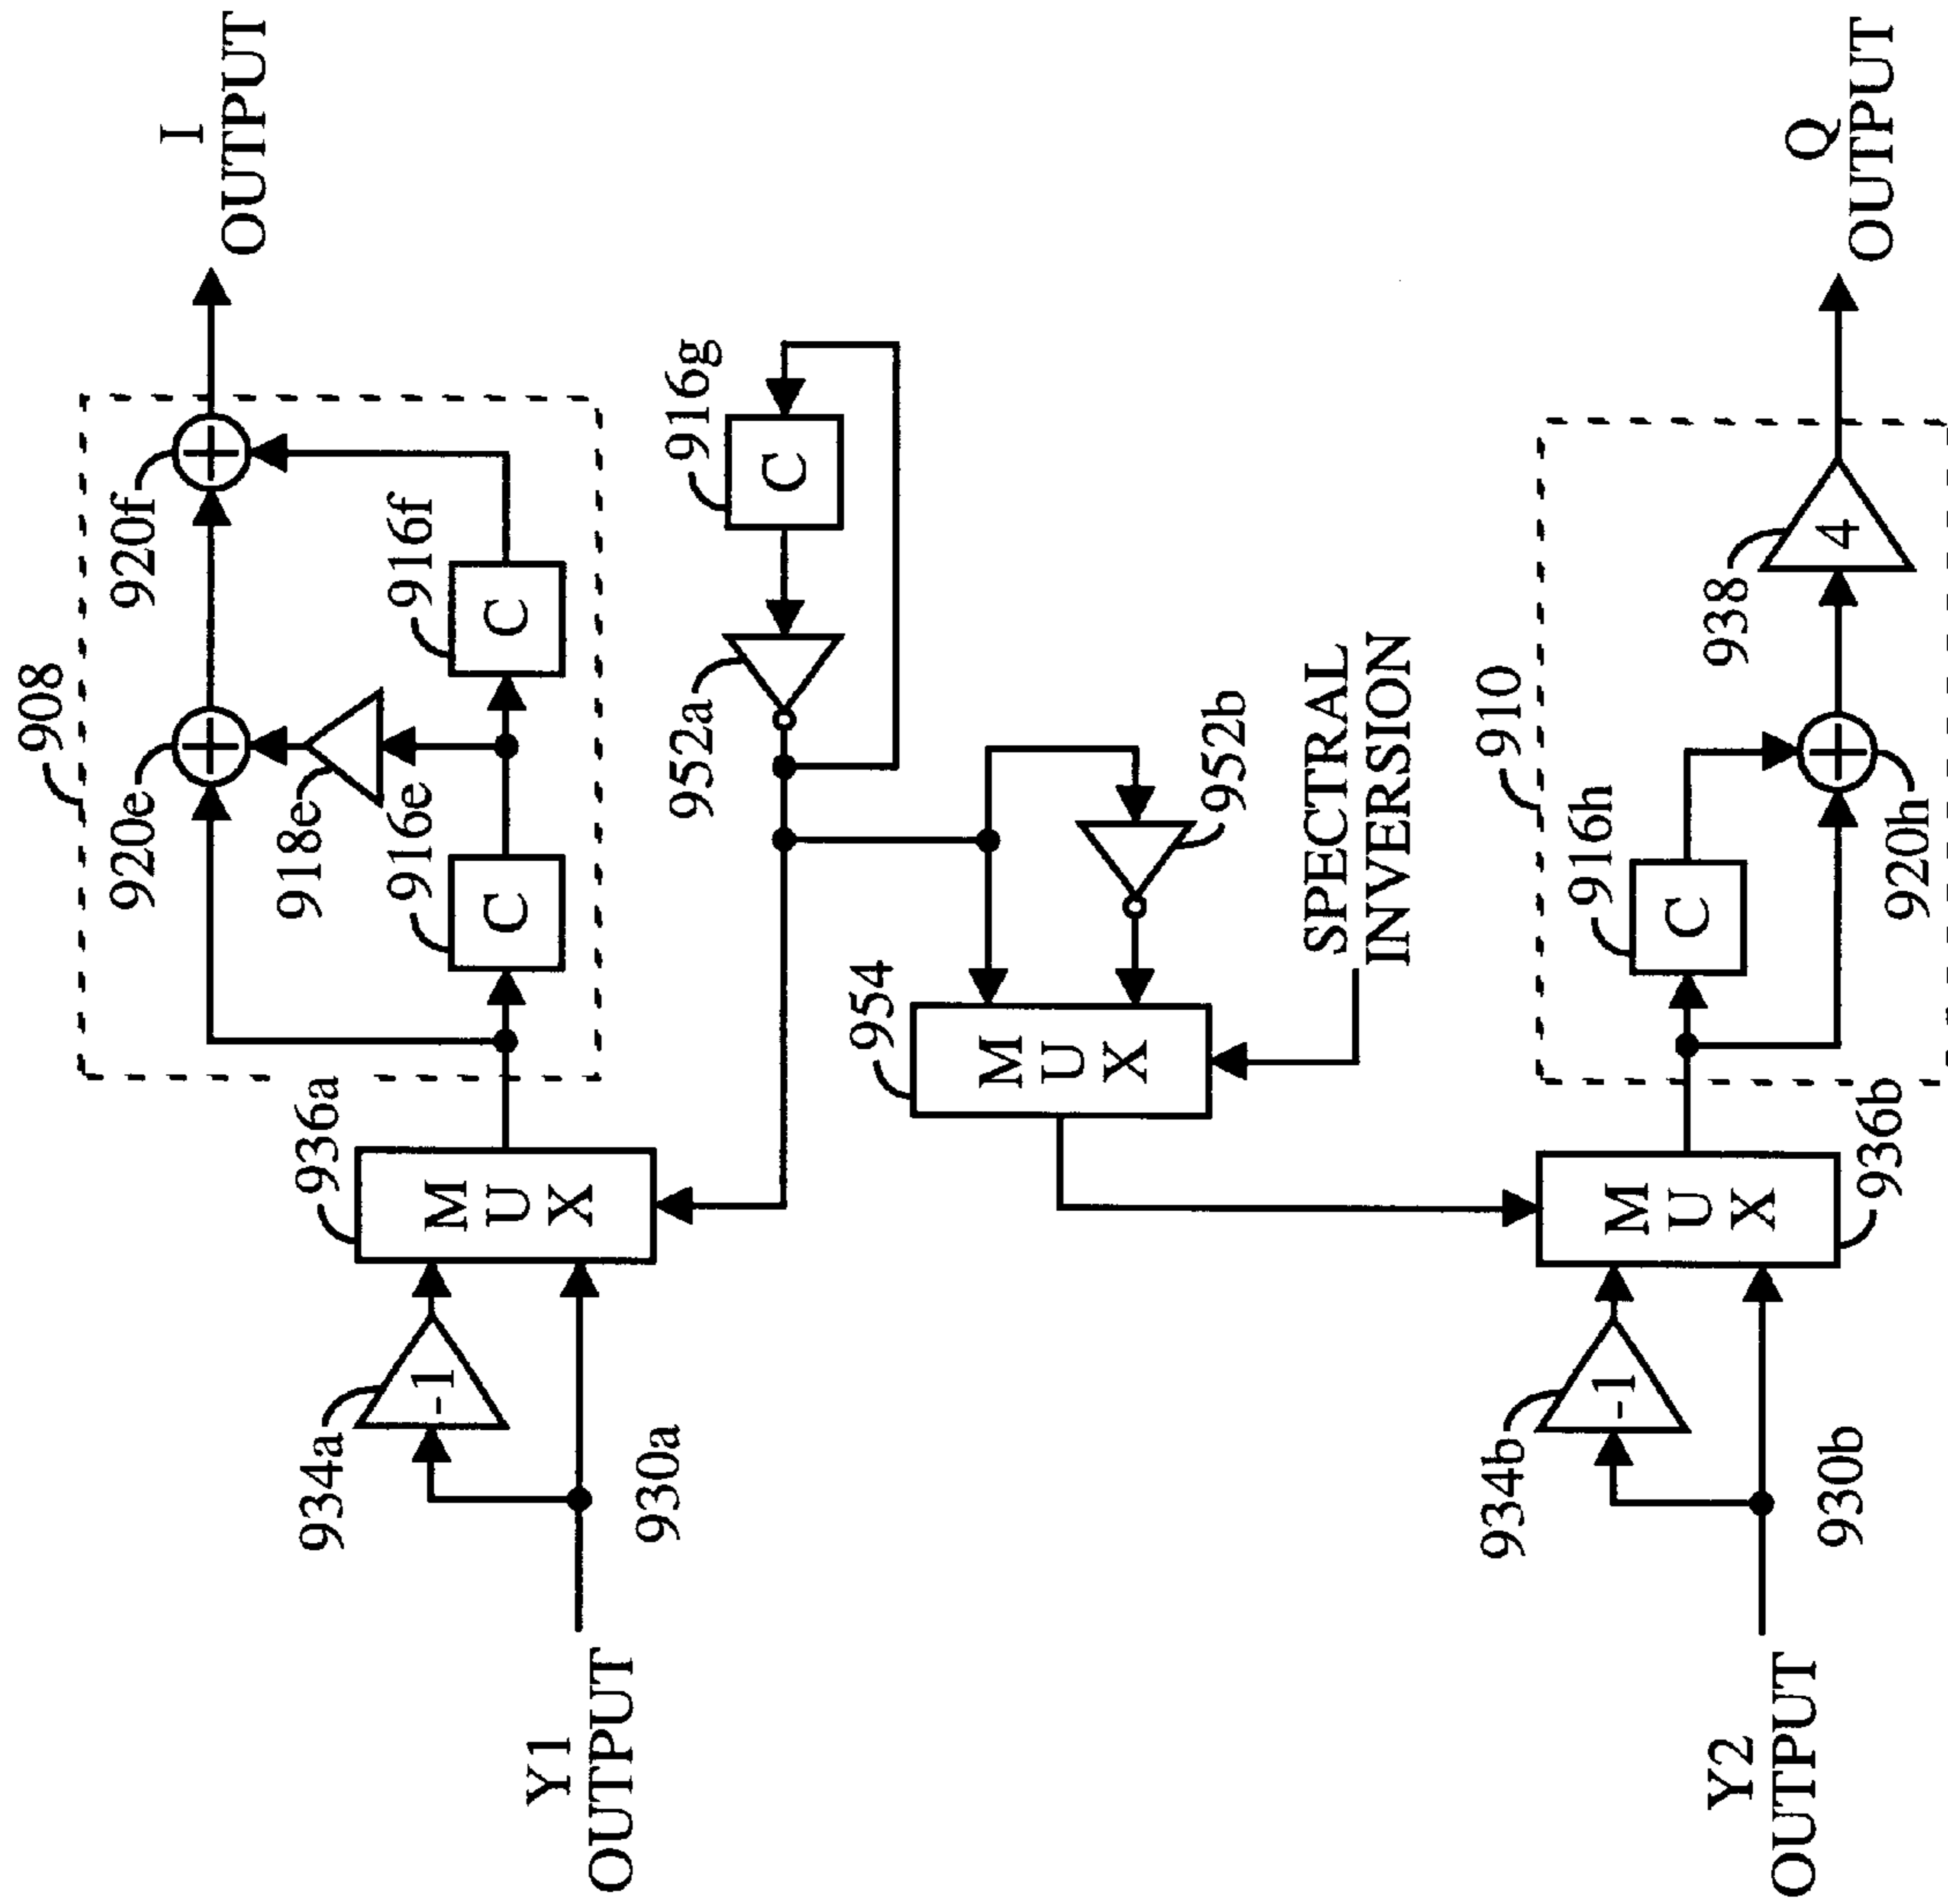 908
920e
920f
I
OUTPUT
918e
916e
C
916f
C
934a
-1
936a
M
U
X
Y1
OUTPUT
930a
952a
916g
C
954
M
U
X
952b
SPECTRAL
INVERSION
910
916h
C
938
4
934b
-1
M
U
X
936b
920h
Y2
OUTPUT
930b
Q
OUTPUT